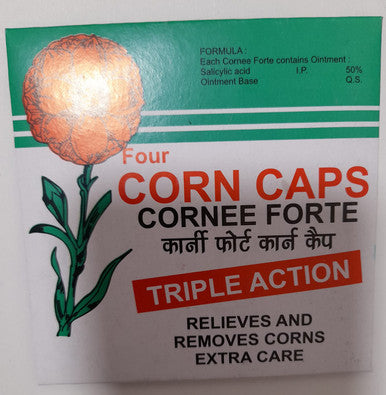 FORMULA :
Each Cornee Forte contains Ointment :
Salicylic acid I.P. 50%
Ointment Base Q.S.
Four
CORN CAPS
CORNEE FORTE
कार्नी फोर्ट कार्न कैप
TRIPLE ACTION
RELIEVES AND
REMOVES CORNS
EXTRA CARE